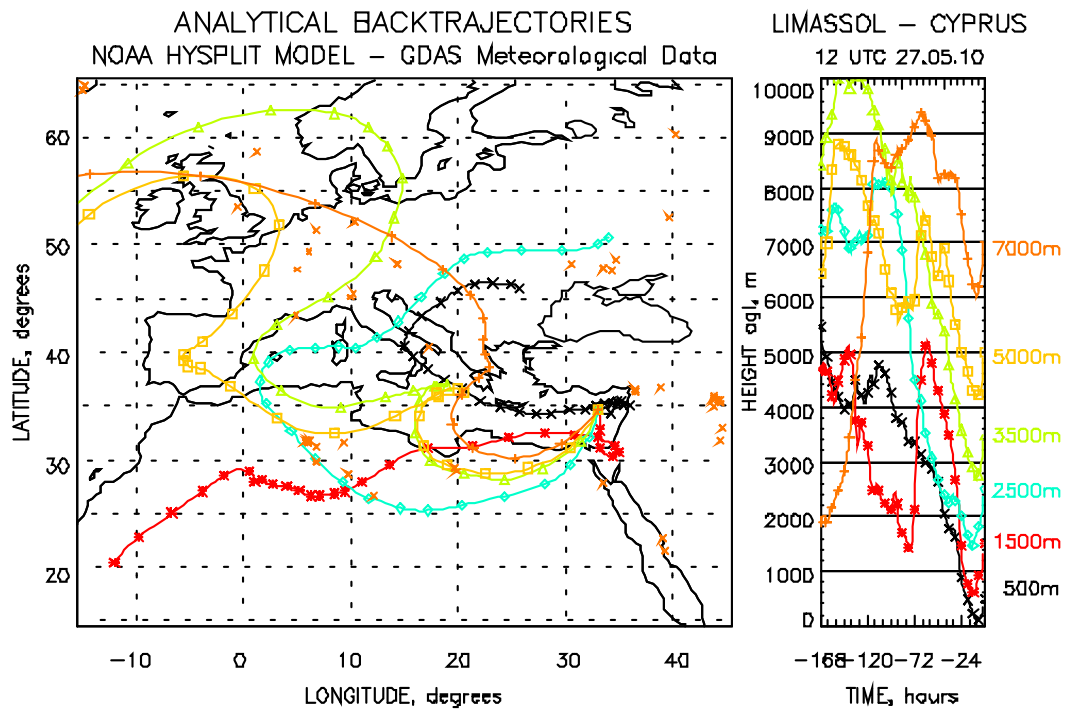 ANALYTICAL BACKTRAJECTORIES
NOAA HYSPLIT MODEL – GDAS Meteorological Data
LIMASSOL – CYPRUS
12 UTC 27.05.10
60
50
40
30
20
LATITUDE, degrees
-10 0 10 20 30 40
LONGITUDE, degrees
10000
9000
8000
7000
6000
5000
4000
3000
2000
1000
0
HEIGHT agl, m
7000m
5000m
3500m
2500m
1500m
500m
-168 -120 -72 -24
TIME, hours